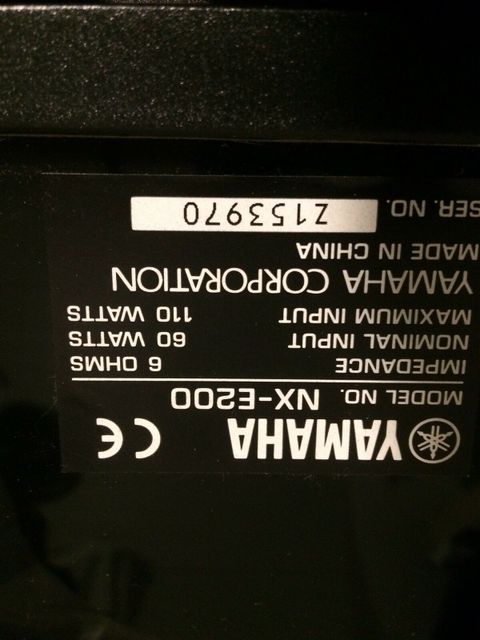 YAMAHA CE
MODEL NO. NX-E200
IMPEDANCE 6 OHMS
NOMINAL INPUT 60 WATTS
MAXIMUM INPUT 110 WATTS
YAMAHA CORPORATION
MADE IN CHINA
SER. NO. Z153970